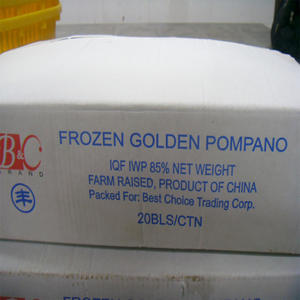 B&C
BRAND
丰
FROZEN GOLDEN POMPANO
IQF IWP 85% NET WEIGHT
FARM RAISED, PRODUCT OF CHINA
Packed For: Best Choice Trading Corp.
20BLS/CTN